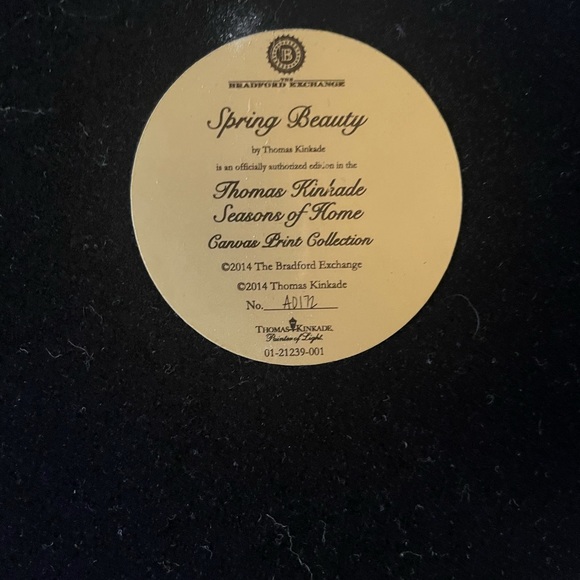 B
THE
BRADFORD EXCHANGE
Spring Beauty
by Thomas Kinkade
is an officially authorized edition in the
Thomas Kinkade
Seasons of Home
Canvas Print Collection
©2014 The Bradford Exchange
©2014 Thomas Kinkade
No. A0172
THOMAS KINKADE
Painter of Light
01-21239-001